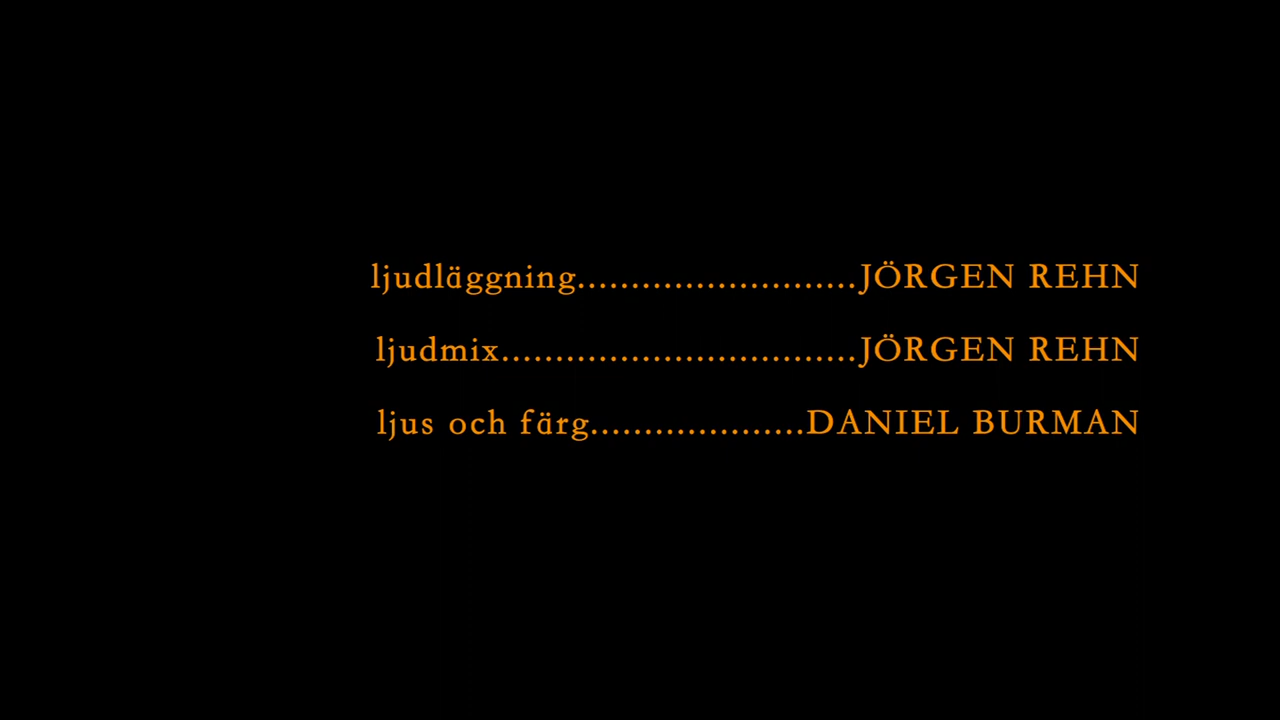 ljudläggning..........................JÖRGEN REHN
ljudmix.................................JÖRGEN REHN
ljus och färg....................DANIEL BURMAN